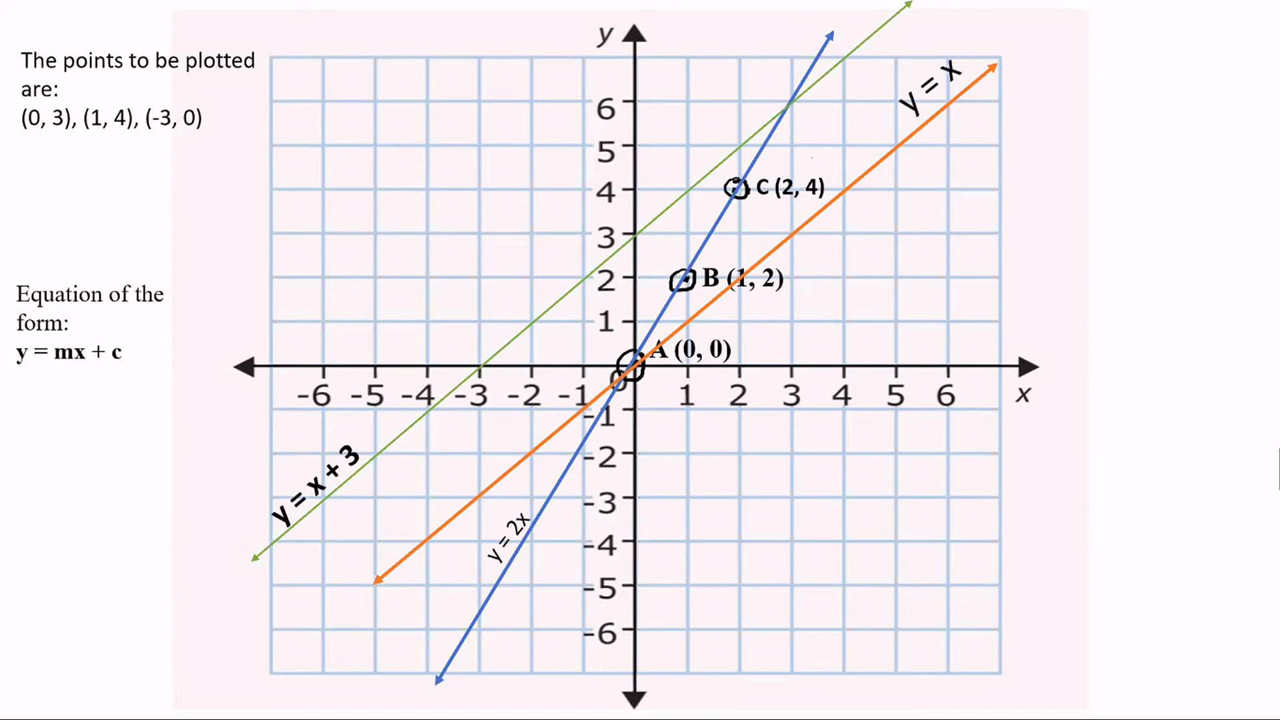 The points to be plotted
are:
(0, 3), (1, 4), (-3, 0)
Equation of the
form:
y = mx + c
y
y = x
6
5
C (2, 4)
4
3
B (1, 2)
2
1
A (0, 0)
0
-6 -5 -4 -3 -2 -1 1 2 3 4 5 6 x
-1
-2
y = x + 3
-3
y = 2x
-4
-5
-6